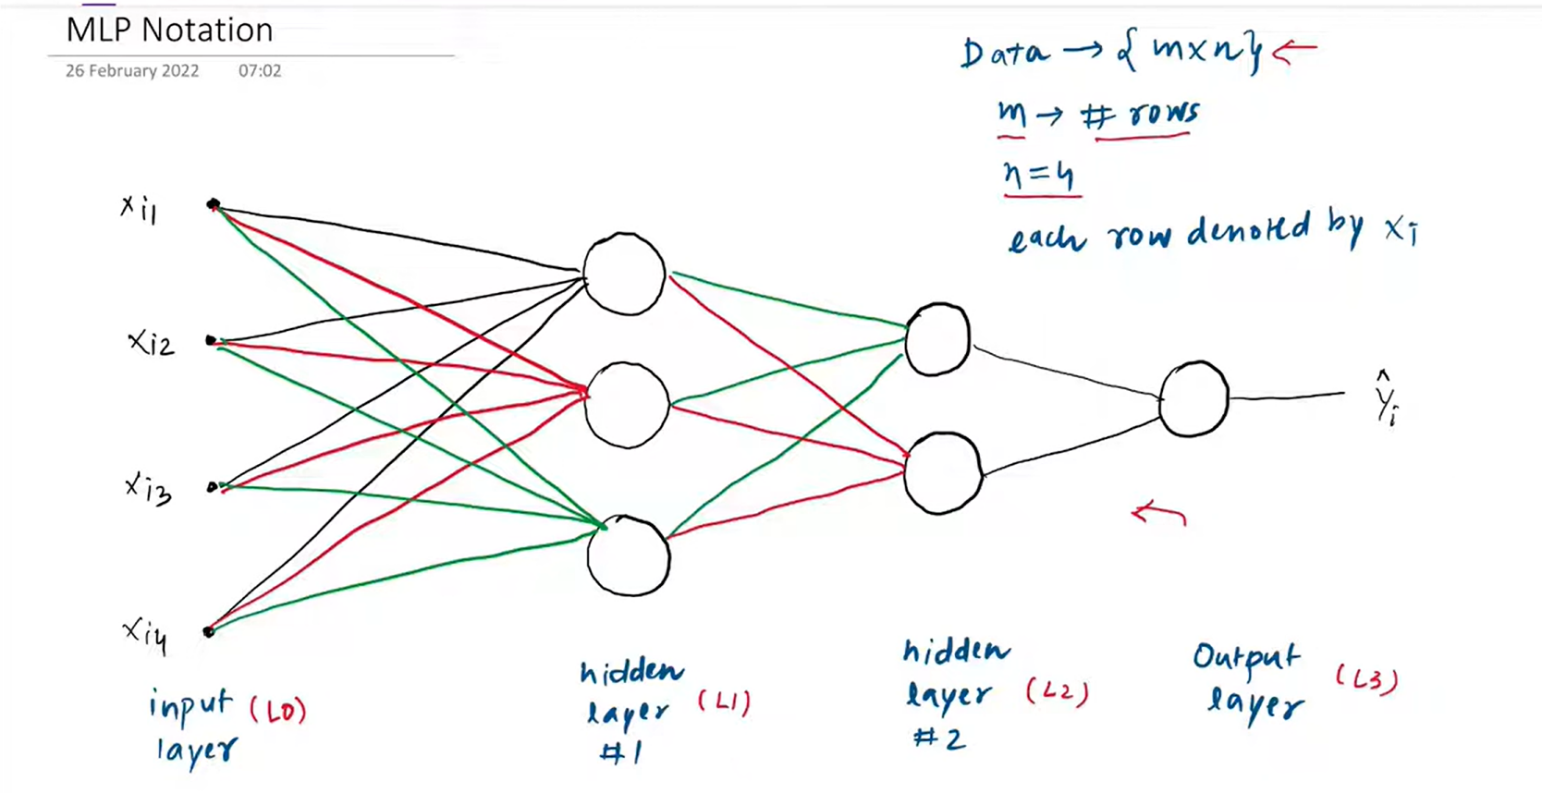 MLP Notation
26 February 2022 07:02
Data → { m x n } ←
m → # rows
n = 4
each row denoted by xi
xi1
xi2
xi3
xi4
ŷi
input layer (L0)
hidden layer #1 (L1)
hidden layer #2 (L2)
Output layer (L3)